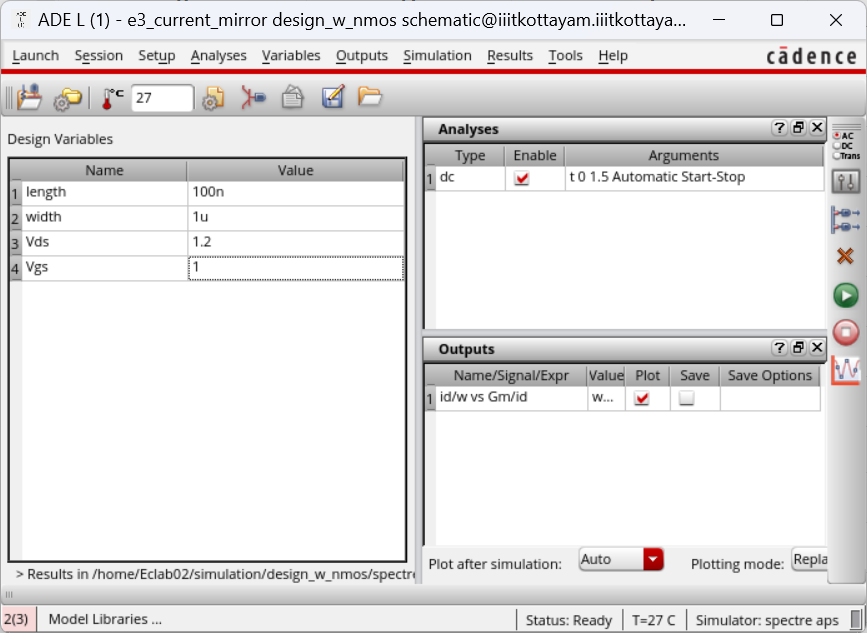 ADE L (1) - e3_current_mirror design_w_nmos schematic@iiitkottayam.iiitkottaya...
Launch Session Setup Analyses Variables Outputs Simulation Results Tools Help cādence
°C 27
Design Variables
Name Value
1 length 100n
2 width 1u
3 Vds 1.2
4 Vgs 1
> Results in /home/Eclab02/simulation/design_w_nmos/spectre
Analyses
Type Enable Arguments
1 dc t 0 1.5 Automatic Start-Stop
Outputs
Name/Signal/Expr Value Plot Save Save Options
1 id/w vs Gm/id w...
Plot after simulation: Auto Plotting mode: Repla
AC
DC
Trans
2(3) Model Libraries ... Status: Ready T=27 C Simulator: spectre aps